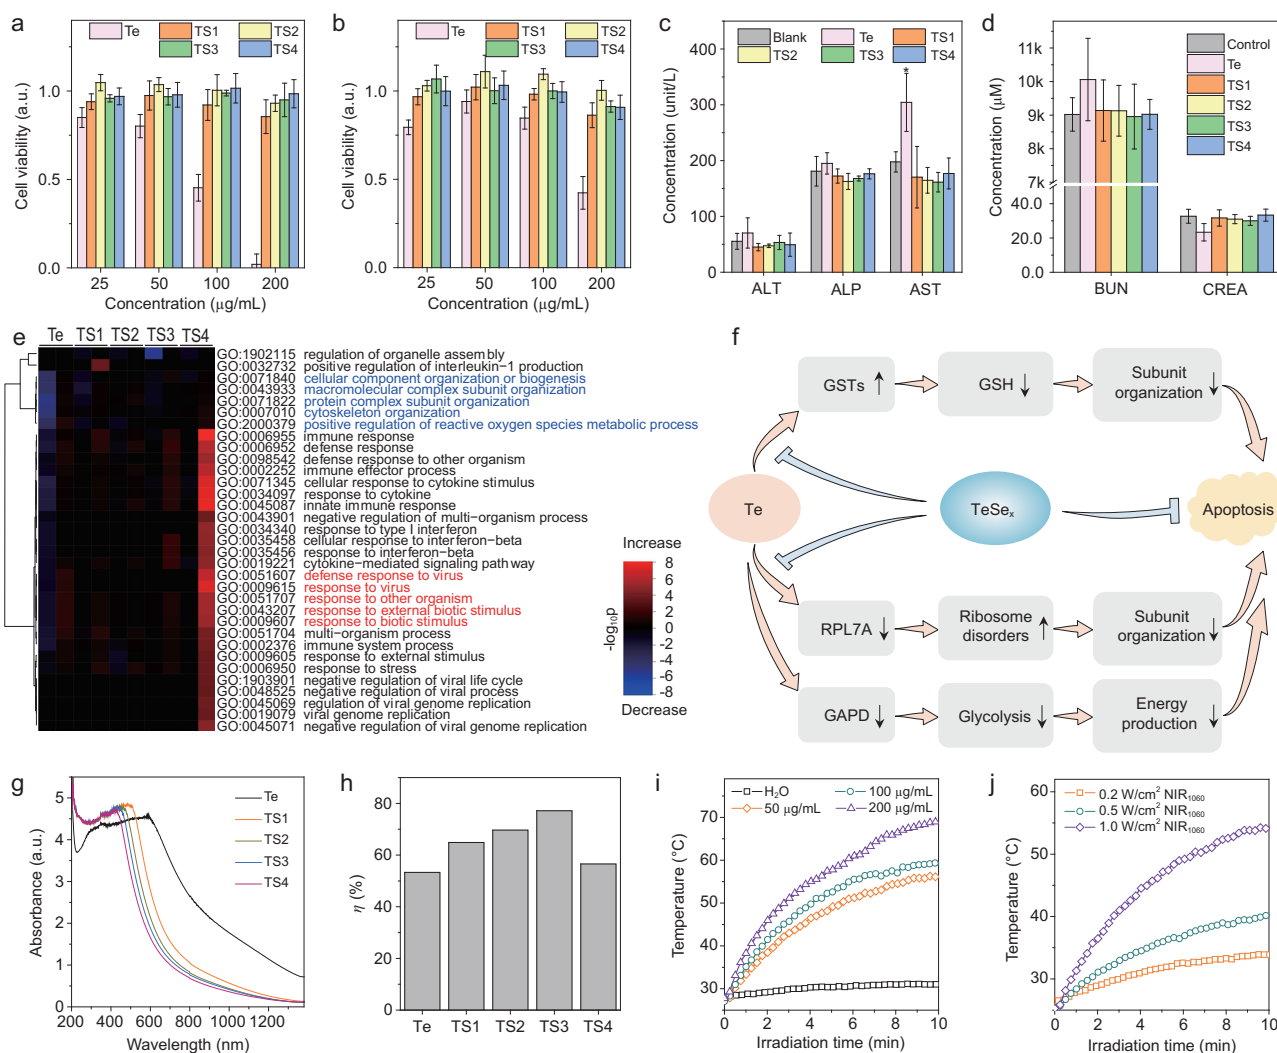 a
Te TS1 TS2
TS3 TS4
Cell viability (a.u.)
1.0
0.5
0.0
25 50 100 200
Concentration (μg/mL)
b
Te TS1 TS2
TS3 TS4
Cell viability (a.u.)
1.0
0.5
0.0
25 50 100 200
Concentration (μg/mL)
c
Blank Te TS1
TS2 TS3 TS4
Concentration (unit/L)
400
300
200
100
0
*
ALT ALP AST
d
Control
Te
TS1
TS2
TS3
TS4
Concentration (μM)
11k
10k
9k
8k
7k
40.0
20.0
0.0
BUN CREA
e
Te TS1 TS2 TS3 TS4
GO:1902115 regulation of organelle assembly
GO:0032732 positive regulation of interleukin-1 production
GO:0071840 cellular component organization or biogenesis
GO:0043933 macromolecular complex subunit organization
GO:0071822 protein complex subunit organization
GO:0007010 cytoskeleton organization
GO:2000379 positive regulation of reactive oxygen species metabolic process
GO:0006955 immune response
GO:0006952 defense response
GO:0098542 defense response to other organism
GO:0002252 immune effector process
GO:0071345 cellular response to cytokine stimulus
GO:0034097 response to cytokine
GO:0045087 innate immune response
GO:0043901 negative regulation of multi-organism process
GO:0034340 response to type I interferon
GO:0035458 cellular response to interferon-beta
GO:0035456 response to interferon-beta
GO:0019221 cytokine-mediated signaling path way
GO:0051607 defense response to virus
GO:0009615 response to virus
GO:0051707 response to other organism
GO:0043207 response to external biotic stimulus
GO:0009607 response to biotic stimulus
GO:0051704 multi-organism process
GO:0002376 immune system process
GO:0009605 response to external stimulus
GO:0006950 response to stress
GO:1903901 negative regulation of viral life cycle
GO:0048525 negative regulation of viral process
GO:0045069 regulation of viral genome replication
GO:0019079 viral genome replication
GO:0045071 negative regulation of viral genome replication
Increase
8
6
4
2
0
-2
-4
-6
-8
-log₁₀p
Decrease
f
GSTs ↑
GSH ↓
Subunit
organization ↓
Te
TeSeₓ
Apoptosis
RPL7A ↓
Ribosome
disorders ↑
Subunit
organization ↓
GAPD ↓
Glycolysis ↓
Energy
production ↓
g
Te
TS1
TS2
TS3
TS4
Absorbance (a.u.)
5
4
3
2
1
0
200 400 600 800 1000 1200
Wavelength (nm)
h
η (%)
100
80
60
40
20
0
Te TS1 TS2 TS3 TS4
i
H₂O 100 μg/mL
50 μg/mL 200 μg/mL
Temperature (°C)
70
60
50
40
30
0 2 4 6 8 10
Irradiation time (min)
j
0.2 W/cm² NIR₁₀₆₀
0.5 W/cm² NIR₁₀₆₀
1.0 W/cm² NIR₁₀₆₀
Temperature (°C)
60
50
40
30
0 2 4 6 8 10
Irradiation time (min)